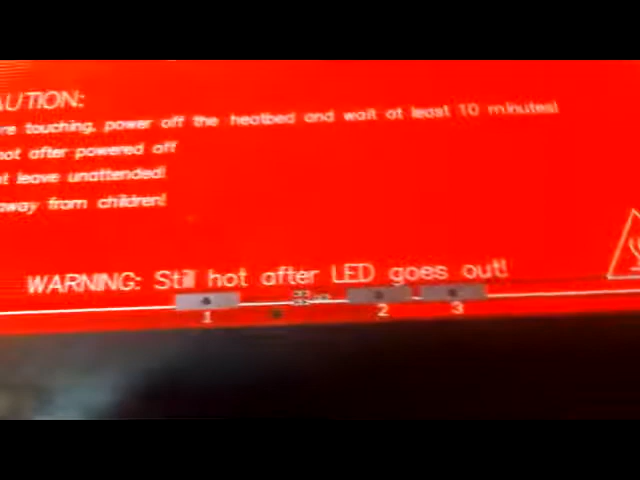 AUTION:
re touching, power off the heatbed and wait at least 10 minutes!
hot after powered off
ot leave unattended!
away from children!
WARNING: Still hot after LED goes out!
1 2 3